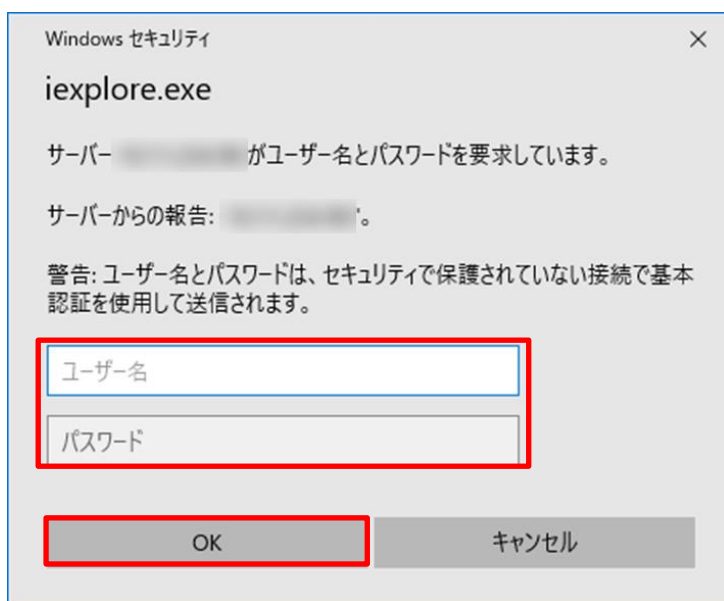 Windows セキュリティ
iexplore.exe
サーバー がユーザー名とパスワードを要求しています。
サーバーからの報告: '。
警告: ユーザー名とパスワードは、セキュリティで保護されていない接続で基本
認証を使用して送信されます。
ユーザー名
パスワード
OK キャンセル